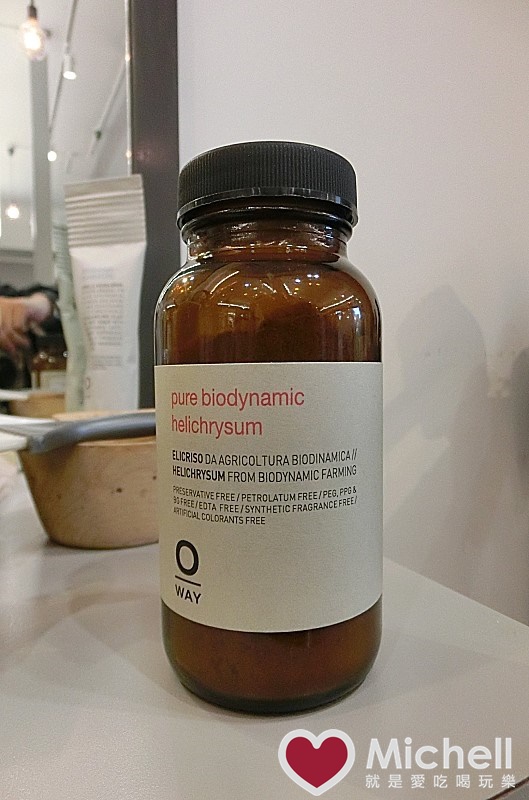 pure biodynamic
helichrysum
ELICRISO DA AGRICOLTURA BIODINAMICA //
HELICHRYSUM FROM BIODYNAMIC FARMING
PRESERVATIVE FREE / PETROLATUM FREE / PEG, PPG &
BG FREE / EDTA FREE / SYNTHETIC FRAGRANCE FREE /
ARTIFICIAL COLORANTS FREE
O
WAY
Michell
就是愛吃喝玩樂